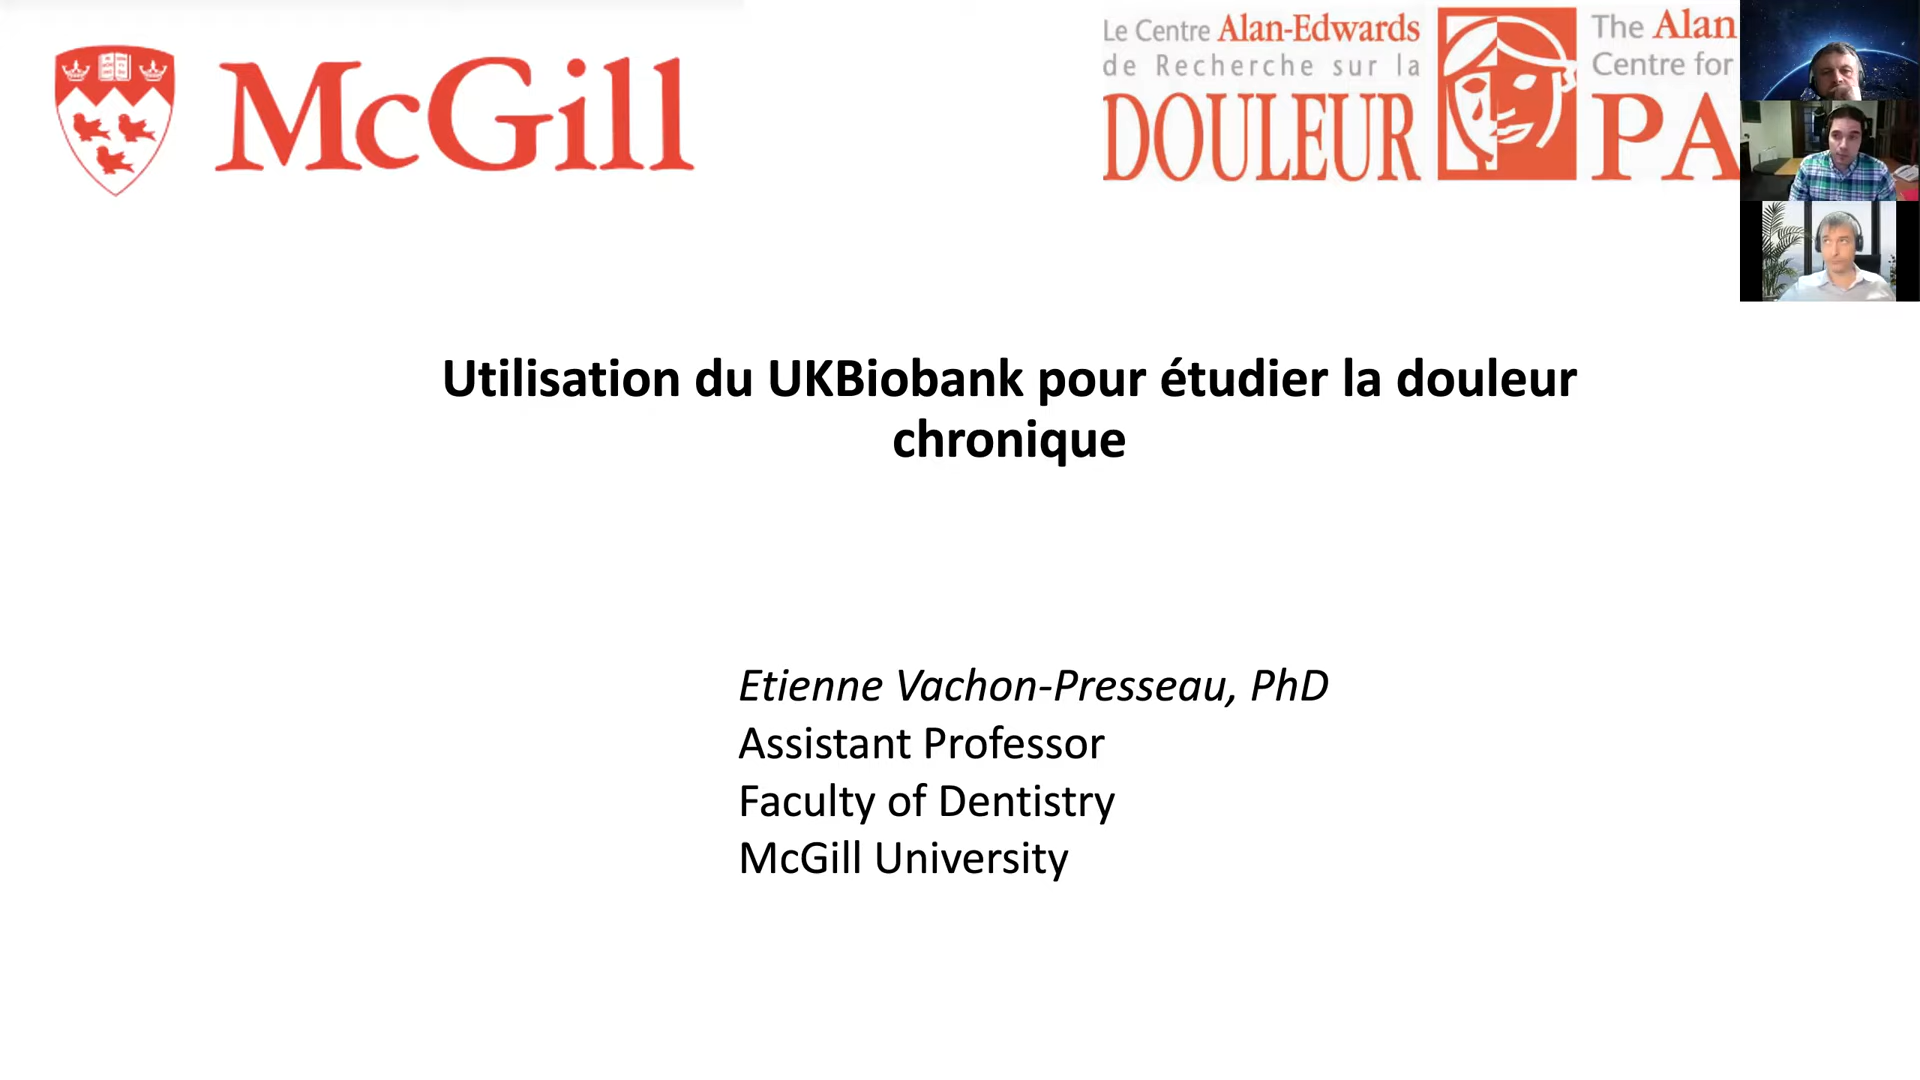 McGill
Le Centre Alan-Edwards
de Recherche sur la
DOULEUR
The Alan
Centre for
PA
Utilisation du UKBiobank pour étudier la douleur
chronique
Etienne Vachon-Presseau, PhD
Assistant Professor
Faculty of Dentistry
McGill University